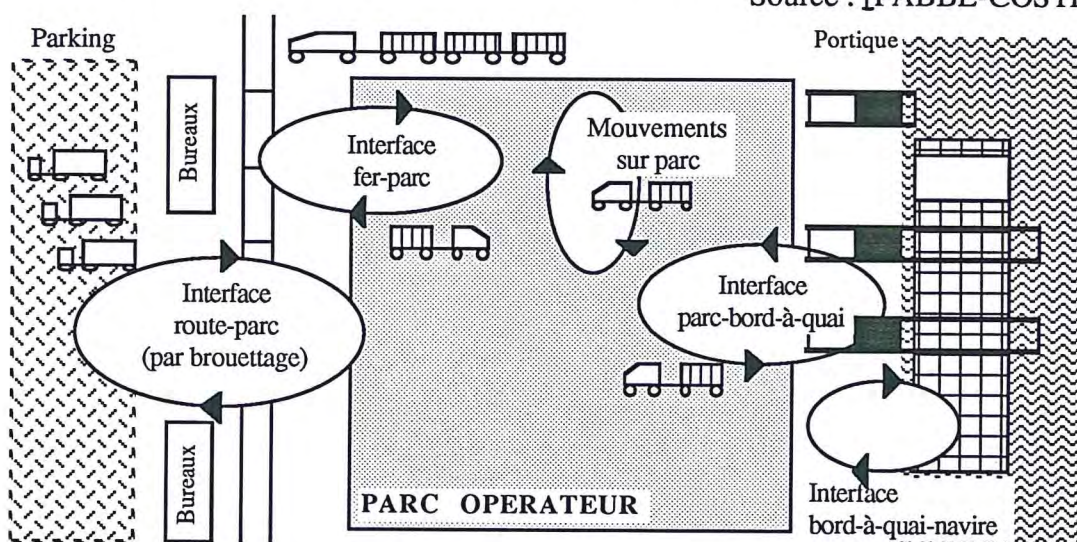 Source :
Parking
Portique
Bureaux
Interface
fer-parc
Mouvements
sur parc
Interface
route-parc
(par brouettage)
Interface
parc-bord-à-quai
Bureaux
PARC OPERATEUR
Interface
bord-à-quai-navire